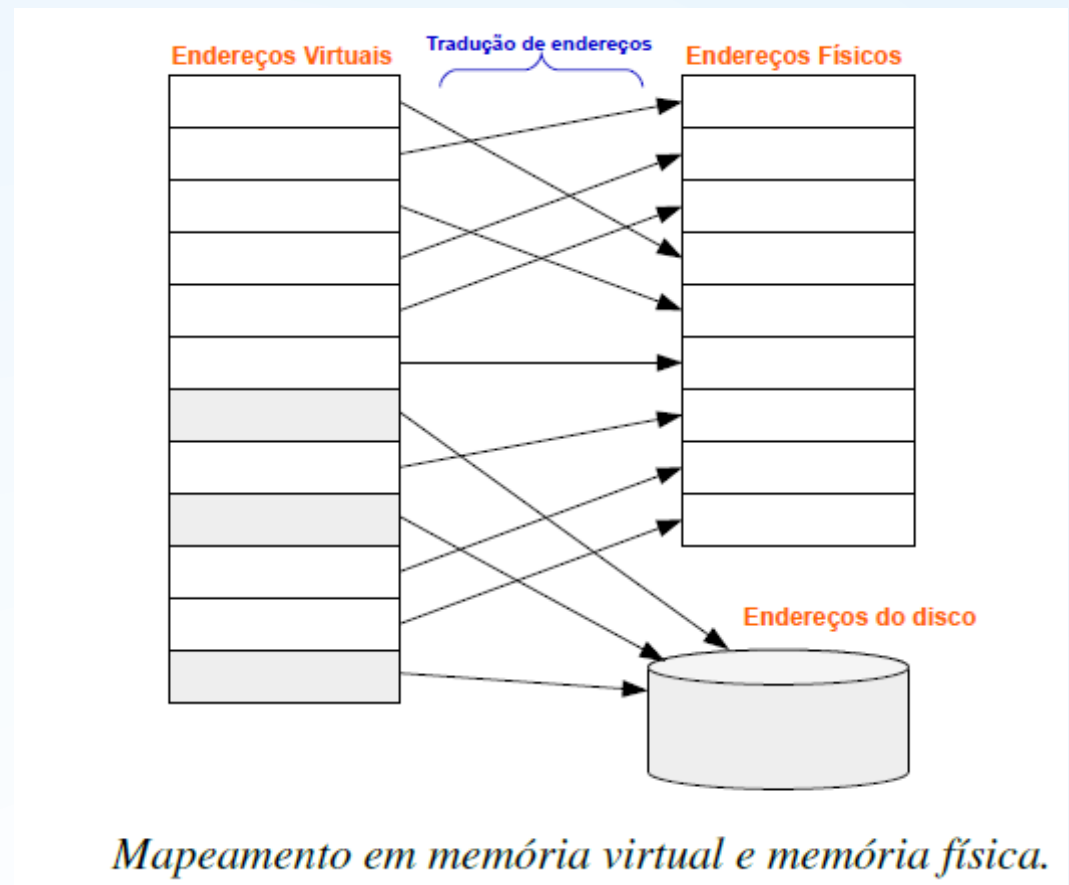 Tradução de endereços
Endereços Virtuais
Endereços Físicos
Endereços do disco
Mapeamento em memória virtual e memória física.